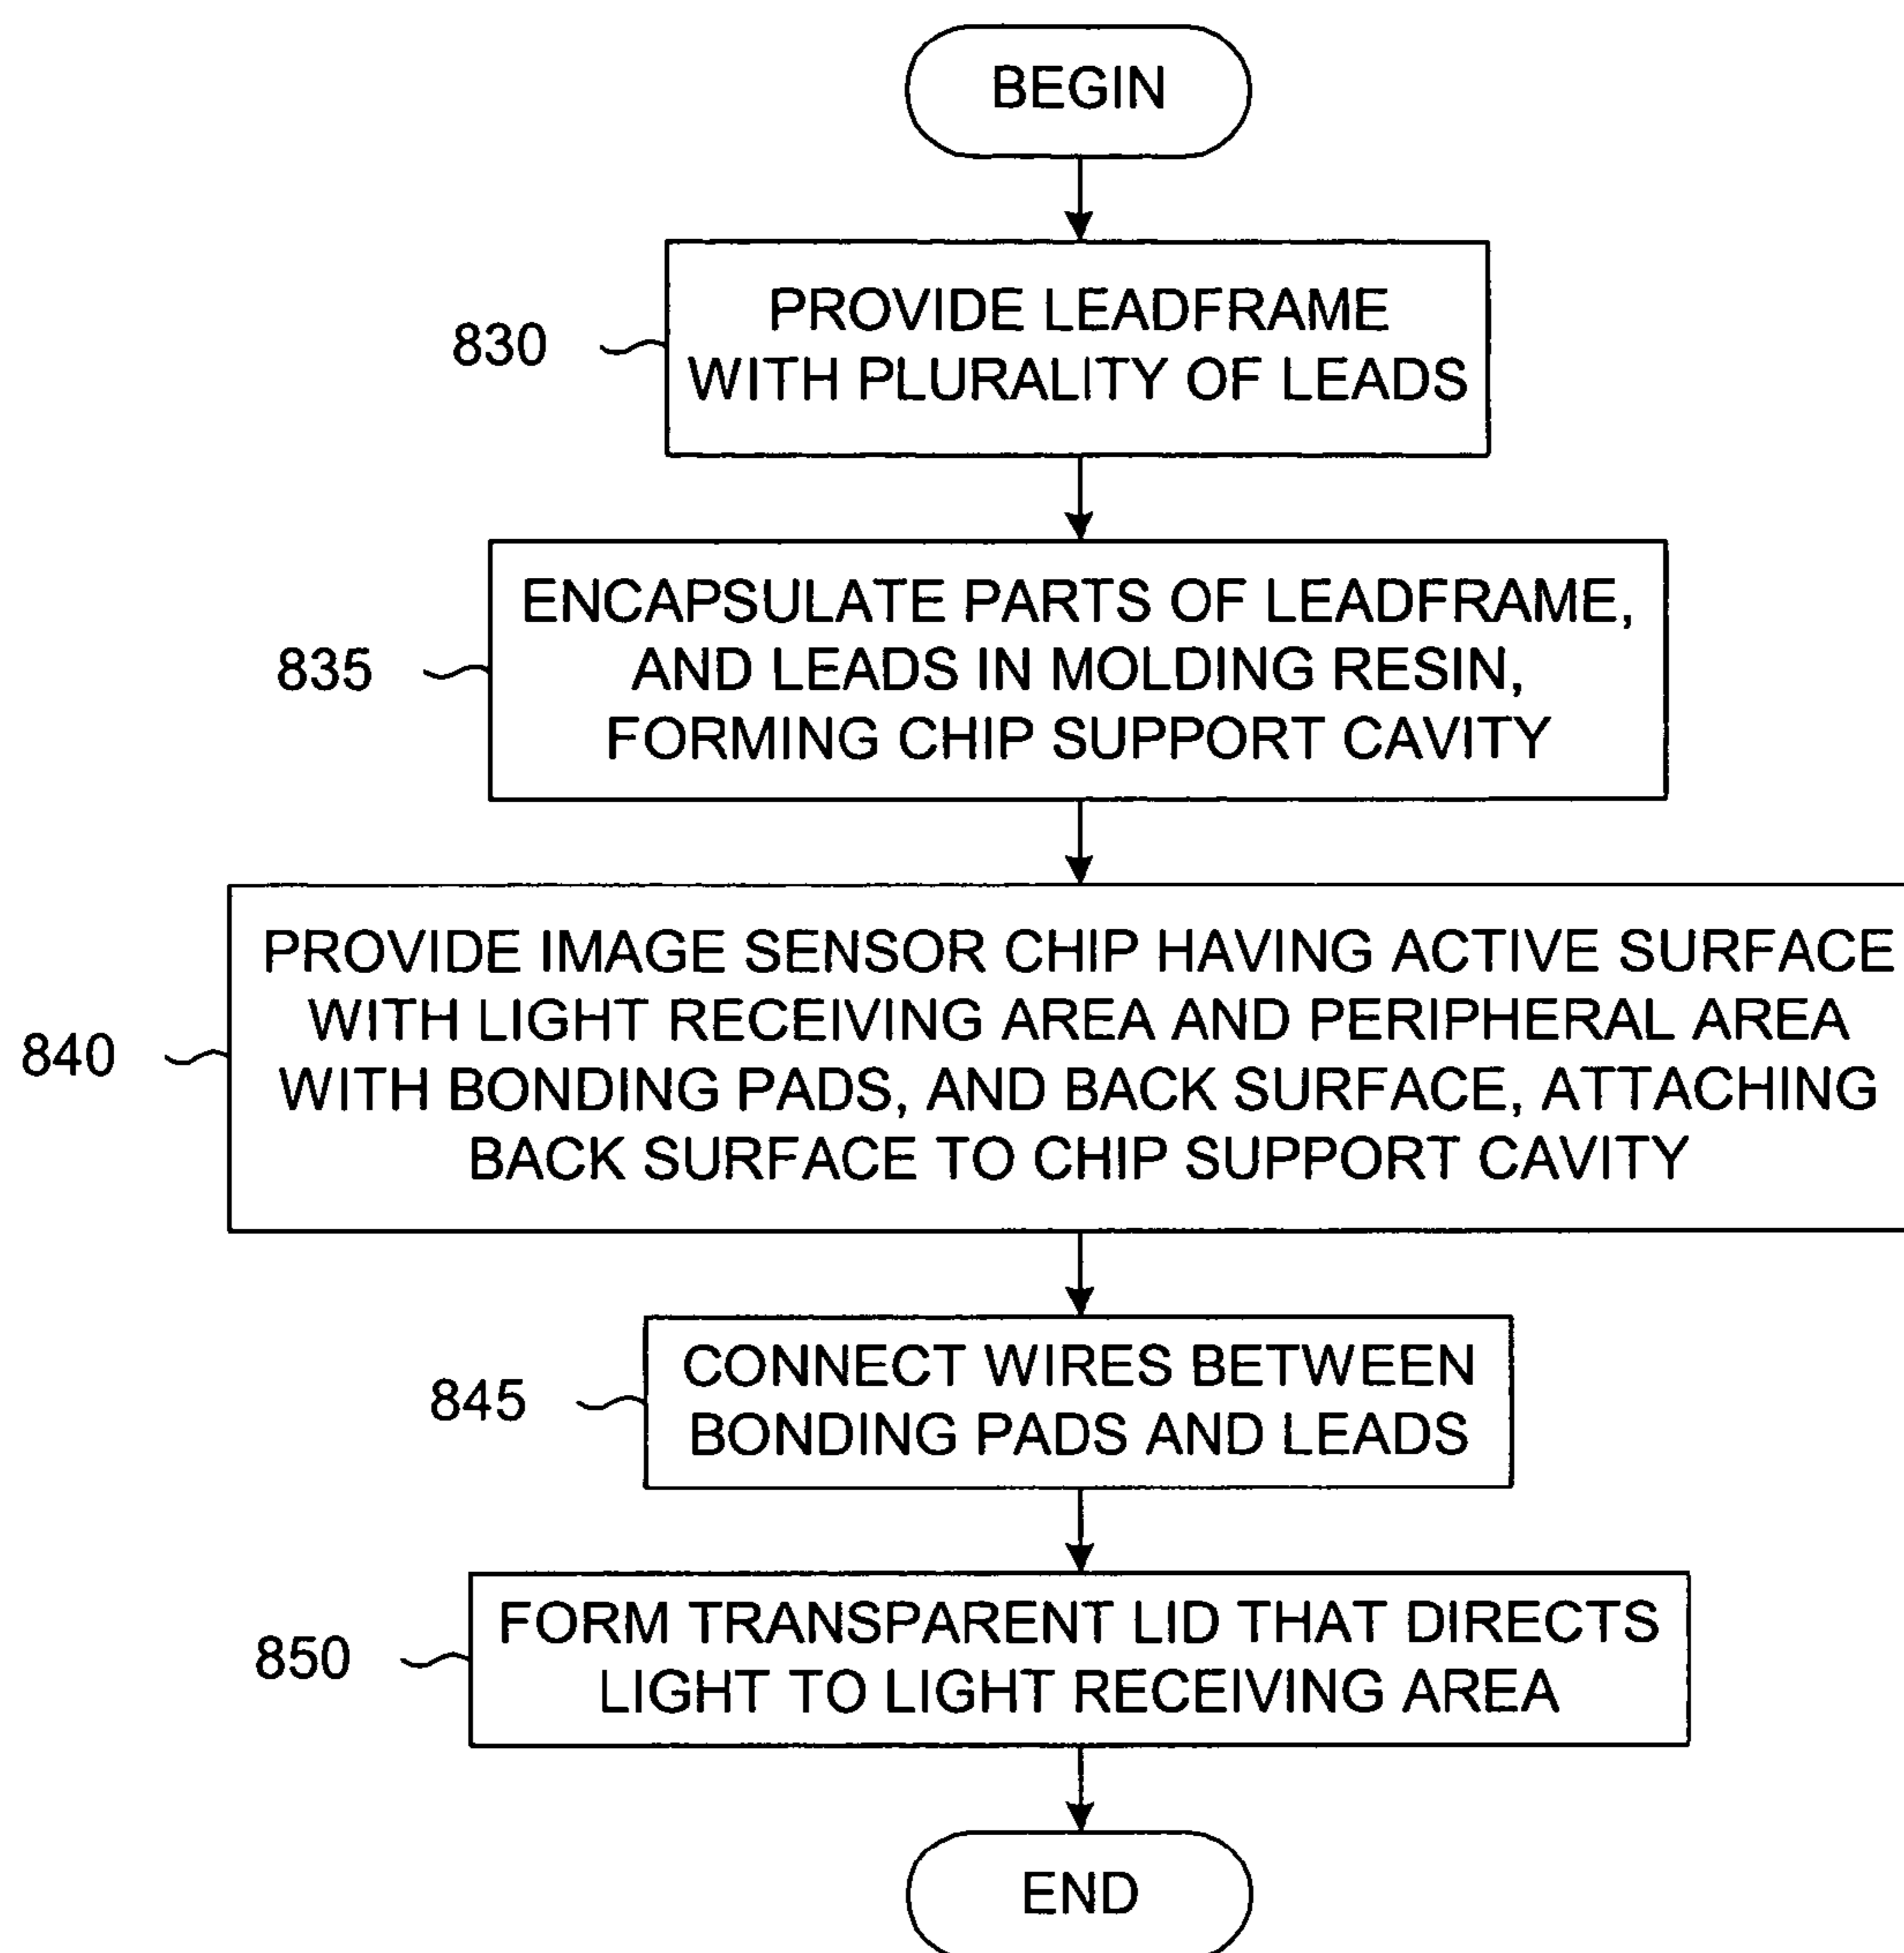 BEGIN
830
PROVIDE LEADFRAME
WITH PLURALITY OF LEADS
835
ENCAPSULATE PARTS OF LEADFRAME,
AND LEADS IN MOLDING RESIN,
FORMING CHIP SUPPORT CAVITY
840
PROVIDE IMAGE SENSOR CHIP HAVING ACTIVE SURFACE
WITH LIGHT RECEIVING AREA AND PERIPHERAL AREA
WITH BONDING PADS, AND BACK SURFACE, ATTACHING
BACK SURFACE TO CHIP SUPPORT CAVITY
845
CONNECT WIRES BETWEEN
BONDING PADS AND LEADS
850
FORM TRANSPARENT LID THAT DIRECTS
LIGHT TO LIGHT RECEIVING AREA
END